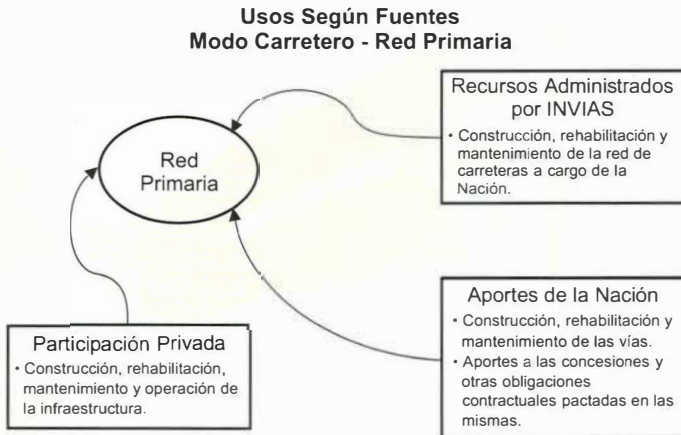 Usos Según Fuentes
Modo Carretero - Red Primaria
Red
Primaria
Recursos Administrados
por INVIAS
• Construcción, rehabilitación y
mantenimiento de la red de
carreteras a cargo de la
Nación.
Aportes de la Nación
• Construcción, rehabilitación y
mantenimiento de las vías.
• Aportes a las concesiones y
otras obligaciones
contractuales pactadas en las
mismas.
Participación Privada
• Construcción, rehabilitación,
mantenimiento y operación de
la infraestructura.